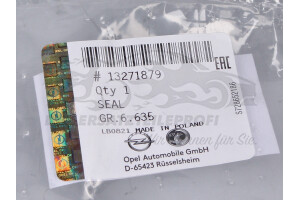 # 13271879
EAC
Qty 1
SEAL
GR.6.635
LB0821 MADE IN POLAND
Opel Automobile GmbH
D-65423 Rüsselsheim